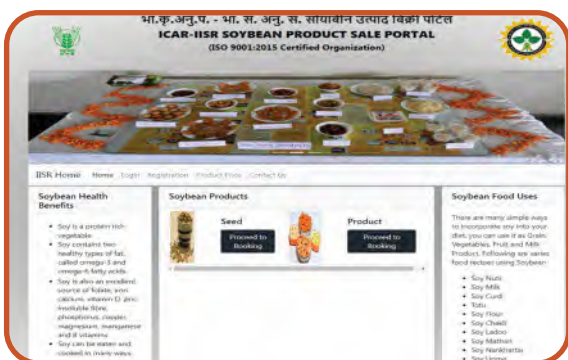 भा.कृ.अनु.प. - भा. स. अनु. स. सोयाबीन उत्पाद बिक्री पोर्टल
ICAR-IISR SOYBEAN PRODUCT SALE PORTAL
(ISO 9001:2015 Certified Organization)
IISR Home Home Login Registration Product Price Contact Us
Soybean Health
Benefits
Soy is a protein rich
vegetable.
Soy contains two
healthy types of fat,
called omega-3 and
omega-6 fatty acids.
Soy is also an excellent
source of folate, iron
calcium, vitamin D, zinc
insoluble fibre,
phosphorus, copper,
magnesium, manganese
and B vitamins
Soy can be eaten and
cooked in many ways
Soybean Products
Seed
Proceed to
Booking
Product
Proceed to
Booking
Soybean Food Uses
There are many simple ways
to incorporate soy into your
diet, you can use it as Grain,
Vegetables, Fruit and Milk
Product. Following are varies
food recipes using Soybean
Soy Nuts
Soy Milk
Soy Curd
Tofu
Soy Flour
Soy Chakli
Soy Ladoo
Soy Mathari
Soy Nankhattai
Soy Upma